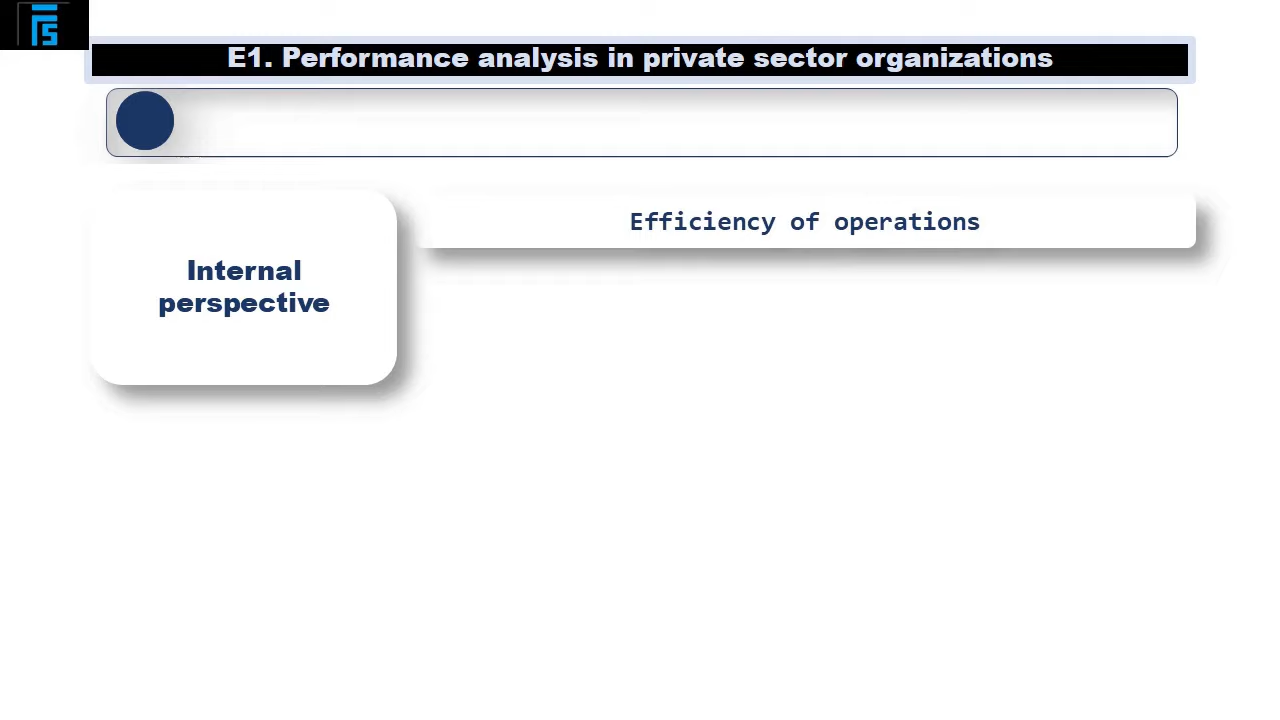 E1. Performance analysis in private sector organizations
Efficiency of operations
Internal
perspective